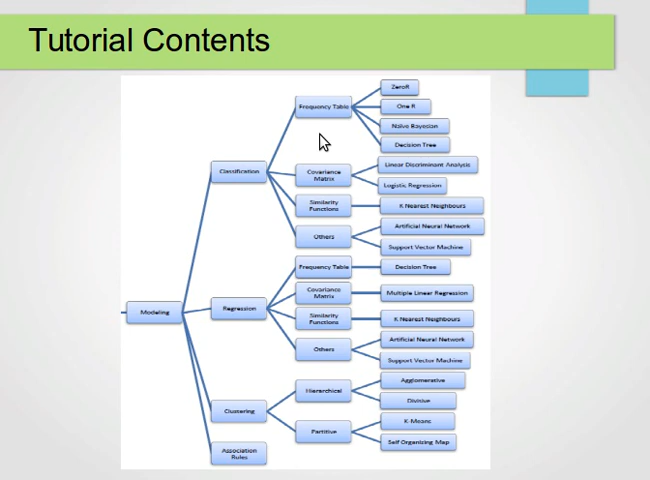 Tutorial Contents
ZeroR
Frequency Table
One R
Naive Bayesian
Decision Tree
Classification
Covariance
Matrix
Linear Discriminant Analysis
Logistic Regression
Similarity
Functions
K Nearest Neighbours
Others
Artificial Neural Network
Support Vector Machine
Modeling
Regression
Frequency Table
Decision Tree
Covariance
Matrix
Multiple Linear Regression
Similarity
Functions
K Nearest Neighbours
Others
Artificial Neural Network
Support Vector Machine
Clustering
Hierarchical
Agglomerative
Divisive
Partitive
K-Means
Self Organizing Map
Association
Rules